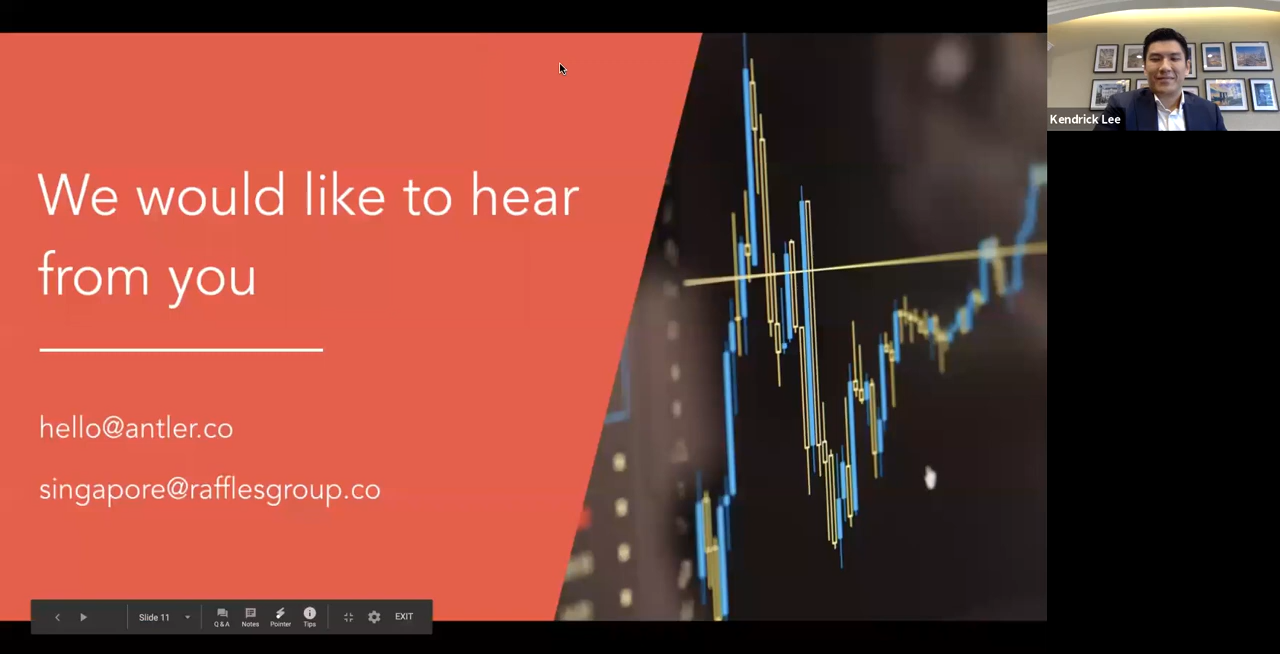 We would like to hear
from you
hello@antler.co
singapore@rafflesgroup.co
Kendrick Lee
Slide 11
Q&A
Notes
Pointer
Tips
EXIT